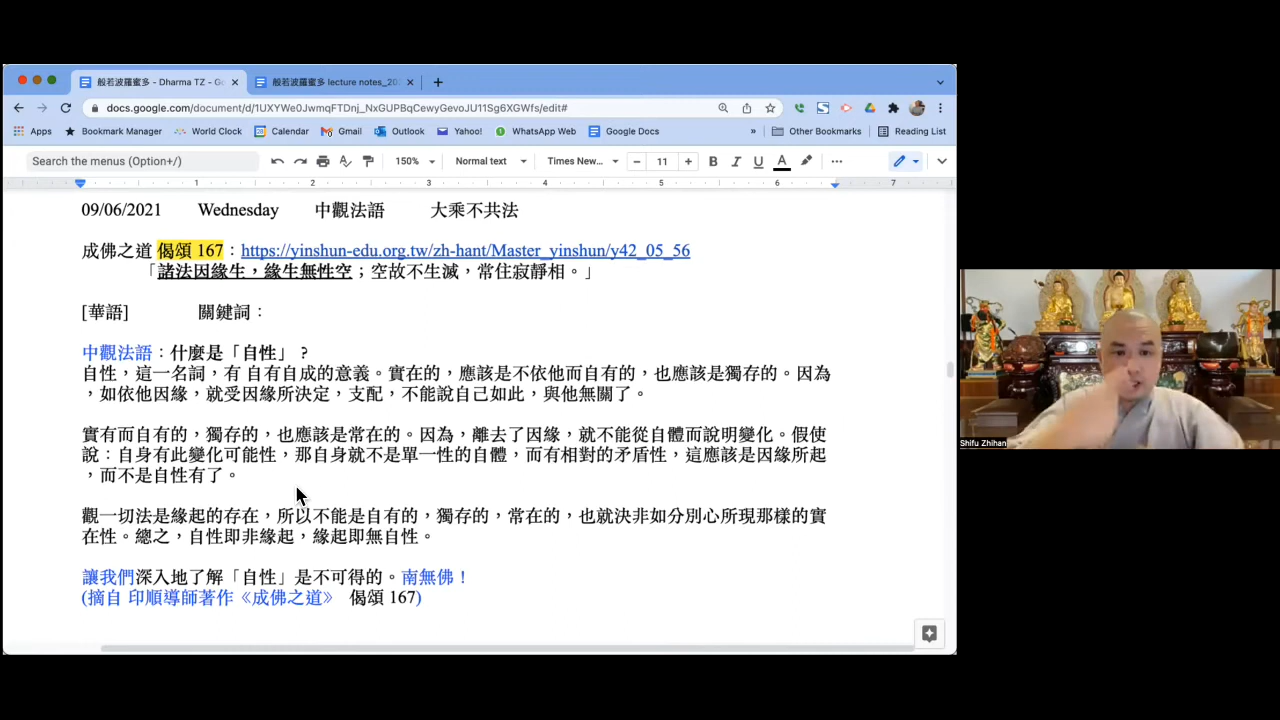 般若波羅蜜多 - Dharma TZ - Go
般若波羅蜜多 lecture notes_20
docs.google.com/document/d/1UXYWe0JwmqFTDnj_NxGUPBqCewyGevoJU11Sg6XGWfs/edit#
Apps Bookmark Manager World Clock Calendar Gmail Outlook Yahoo! WhatsApp Web Google Docs » Other Bookmarks Reading List
Search the menus (Option+/) 150% Normal text Times New... 11 B I U A
1 2 3 4 5 6 7
09/06/2021 Wednesday 中觀法語 大乘不共法
成佛之道 偈頌 167：https://yinshun-edu.org.tw/zh-hant/Master_yinshun/y42_05_56
「諸法因緣生，緣生無性空；空故不生滅，常住寂靜相。」
[華語] 關鍵詞：
中觀法語：什麼是「自性」？
自性，這一名詞，有 自有自成的意義。實在的，應該是不依他而自有的，也應該是獨存的。因為
，如依他因緣，就受因緣所決定，支配，不能說自己如此，與他無關了。
實有而自有的，獨存的，也應該是常在的。因為，離去了因緣，就不能從自體而說明變化。假使
說：自身有此變化可能性，那自身就不是單一性的自體，而有相對的矛盾性，這應該是因緣所起
，而不是自性有了。
觀一切法是緣起的存在，所以不能是自有的，獨存的，常在的，也就決非如分別心所現那樣的實
在性。總之，自性即非緣起，緣起即無自性。
讓我們深入地了解「自性」是不可得的。南無佛！
(摘自 印順導師著作《成佛之道》 偈頌 167)
Shifu Zhihan